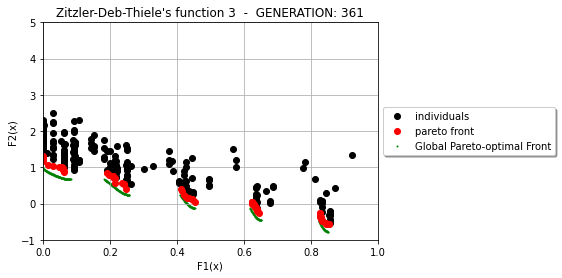 Zitzler-Deb-Thiele's function 3 - GENERATION: 361
5
4
3
2
1
0
-1
F2(x)
0.0 0.2 0.4 0.6 0.8 1.0
F1(x)
individuals
pareto front
Global Pareto-optimal Front